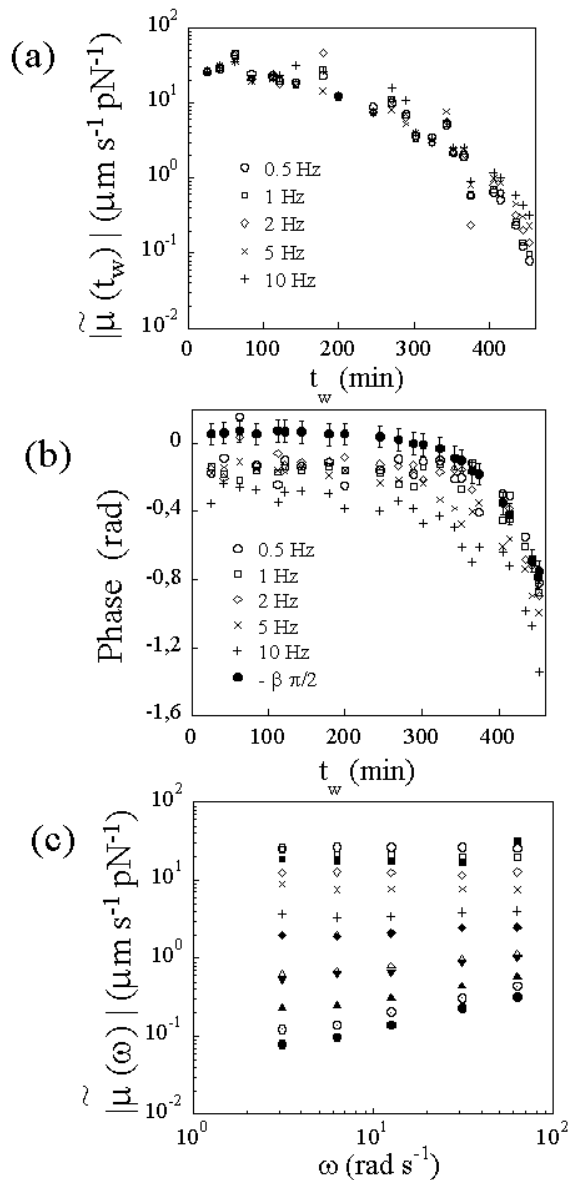 (a)
10²
10¹
10⁰
10⁻¹
10⁻²
|μ̃ (t_w) | (μm s⁻¹ pN⁻¹)
0.5 Hz
1 Hz
2 Hz
5 Hz
10 Hz
0 100 200 300 400
t_w (min)
(b)
0
-0.4
-0.8
-1,2
-1,6
Phase (rad)
0.5 Hz
1 Hz
2 Hz
5 Hz
10 Hz
- β π/2
0 100 200 300 400
t_w (min)
(c)
10²
10¹
10⁰
10⁻¹
10⁻²
|μ̃ (ω) | (μm s⁻¹ pN⁻¹)
10⁰ 10¹ 10²
ω (rad s⁻¹)